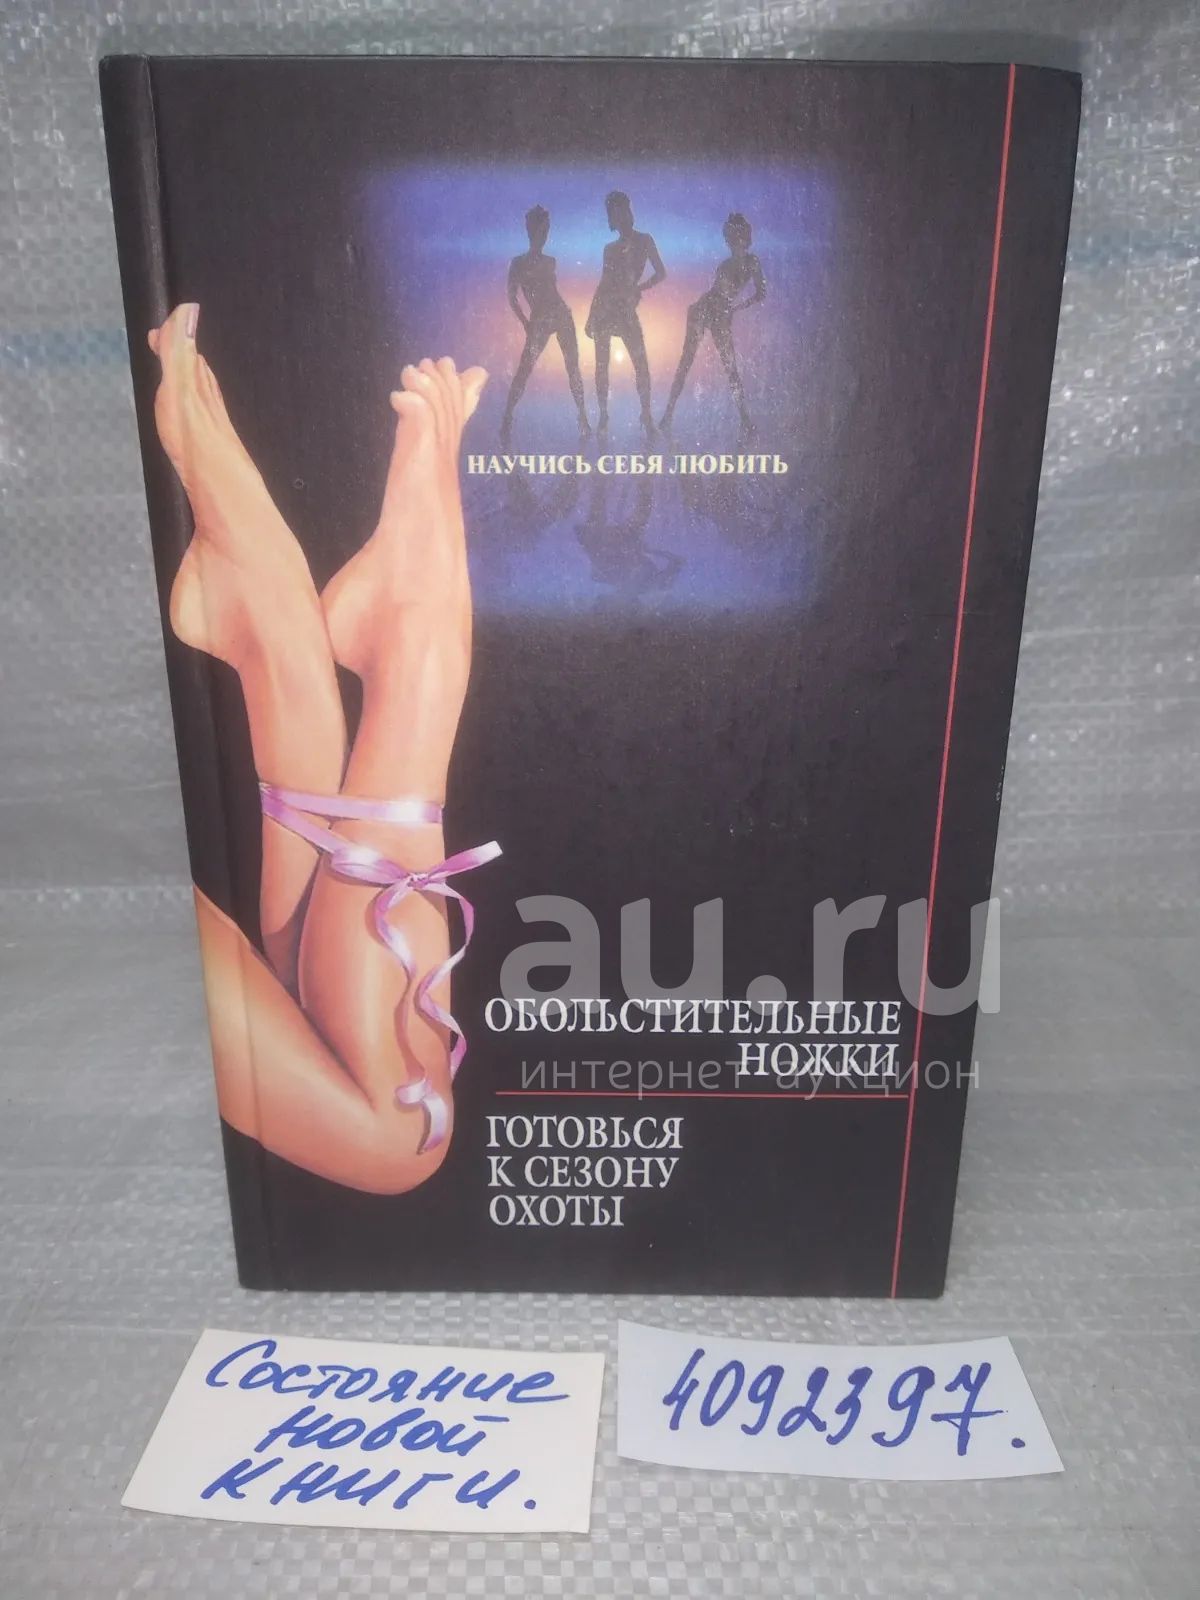 НАУЧИСЬ СЕБЯ ЛЮБИТЬ
au.ru
ОБОЛЬСТИТЕЛЬНЫЕ
НОЖКИ
интернет аукцион
ГОТОВЬСЯ
К СЕЗОНУ
ОХОТЫ
Состояние
новой
книги.
4092397.